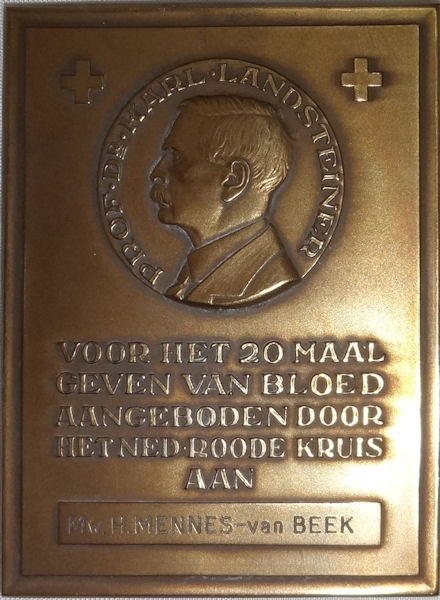 PROF·DR·KARL·LANDSTEINER
VOOR HET 20 MAAL
GEVEN VAN BLOED
AANGEBODEN DOOR
HET NED·ROODE KRUIS
AAN
Mw. H. MENNES-van BEEK